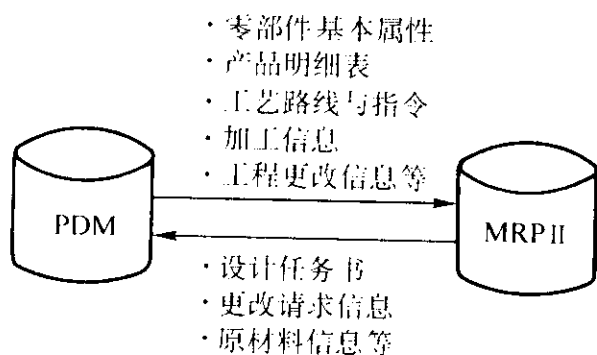 ·零部件基本属性
·产品明细表
·工艺路线与指令
·加工信息
·工程更改信息等
PDM
MRPⅡ
·设计任务书
·更改请求信息
·原材料信息等